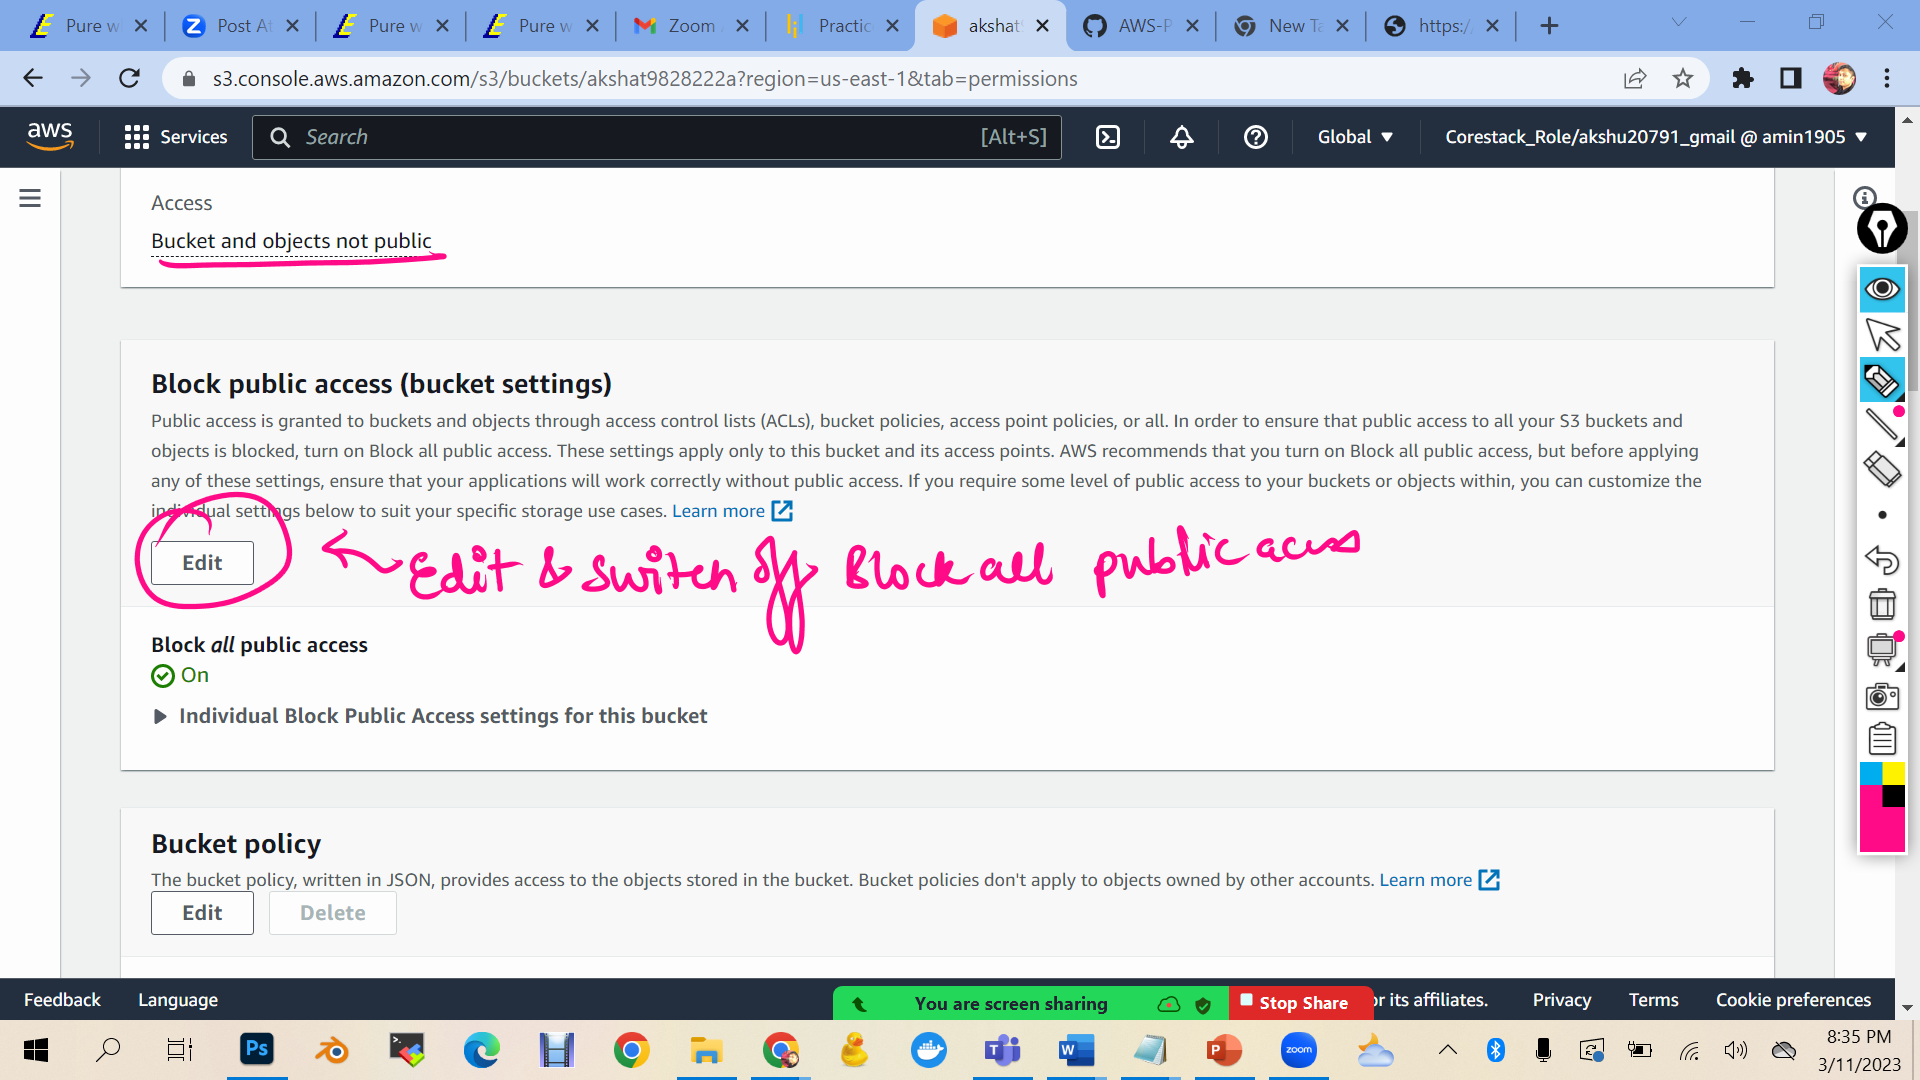 Pure w
Post At
Pure w
Pure w
Zoom
Practic
akshat9
AWS-P
New Ta
https:/
s3.console.aws.amazon.com/s3/buckets/akshat9828222a?region=us-east-1&tab=permissions
aws
Services
Search
[Alt+S]
Global
Corestack_Role/akshu20791_gmail @ amin1905
Access
Bucket and objects not public
Block public access (bucket settings)
Public access is granted to buckets and objects through access control lists (ACLs), bucket policies, access point policies, or all. In order to ensure that public access to all your S3 buckets and
objects is blocked, turn on Block all public access. These settings apply only to this bucket and its access points. AWS recommends that you turn on Block all public access, but before applying
any of these settings, ensure that your applications will work correctly without public access. If you require some level of public access to your buckets or objects within, you can customize the
individual settings below to suit your specific storage use cases. Learn more
Edit
Edit & switch off Block all public acess
Block all public access
On
Individual Block Public Access settings for this bucket
Bucket policy
The bucket policy, written in JSON, provides access to the objects stored in the bucket. Bucket policies don't apply to objects owned by other accounts. Learn more
Edit
Delete
Feedback
Language
You are screen sharing
Stop Share
or its affiliates.
Privacy
Terms
Cookie preferences
Ps
zoom
8:35 PM
3/11/2023